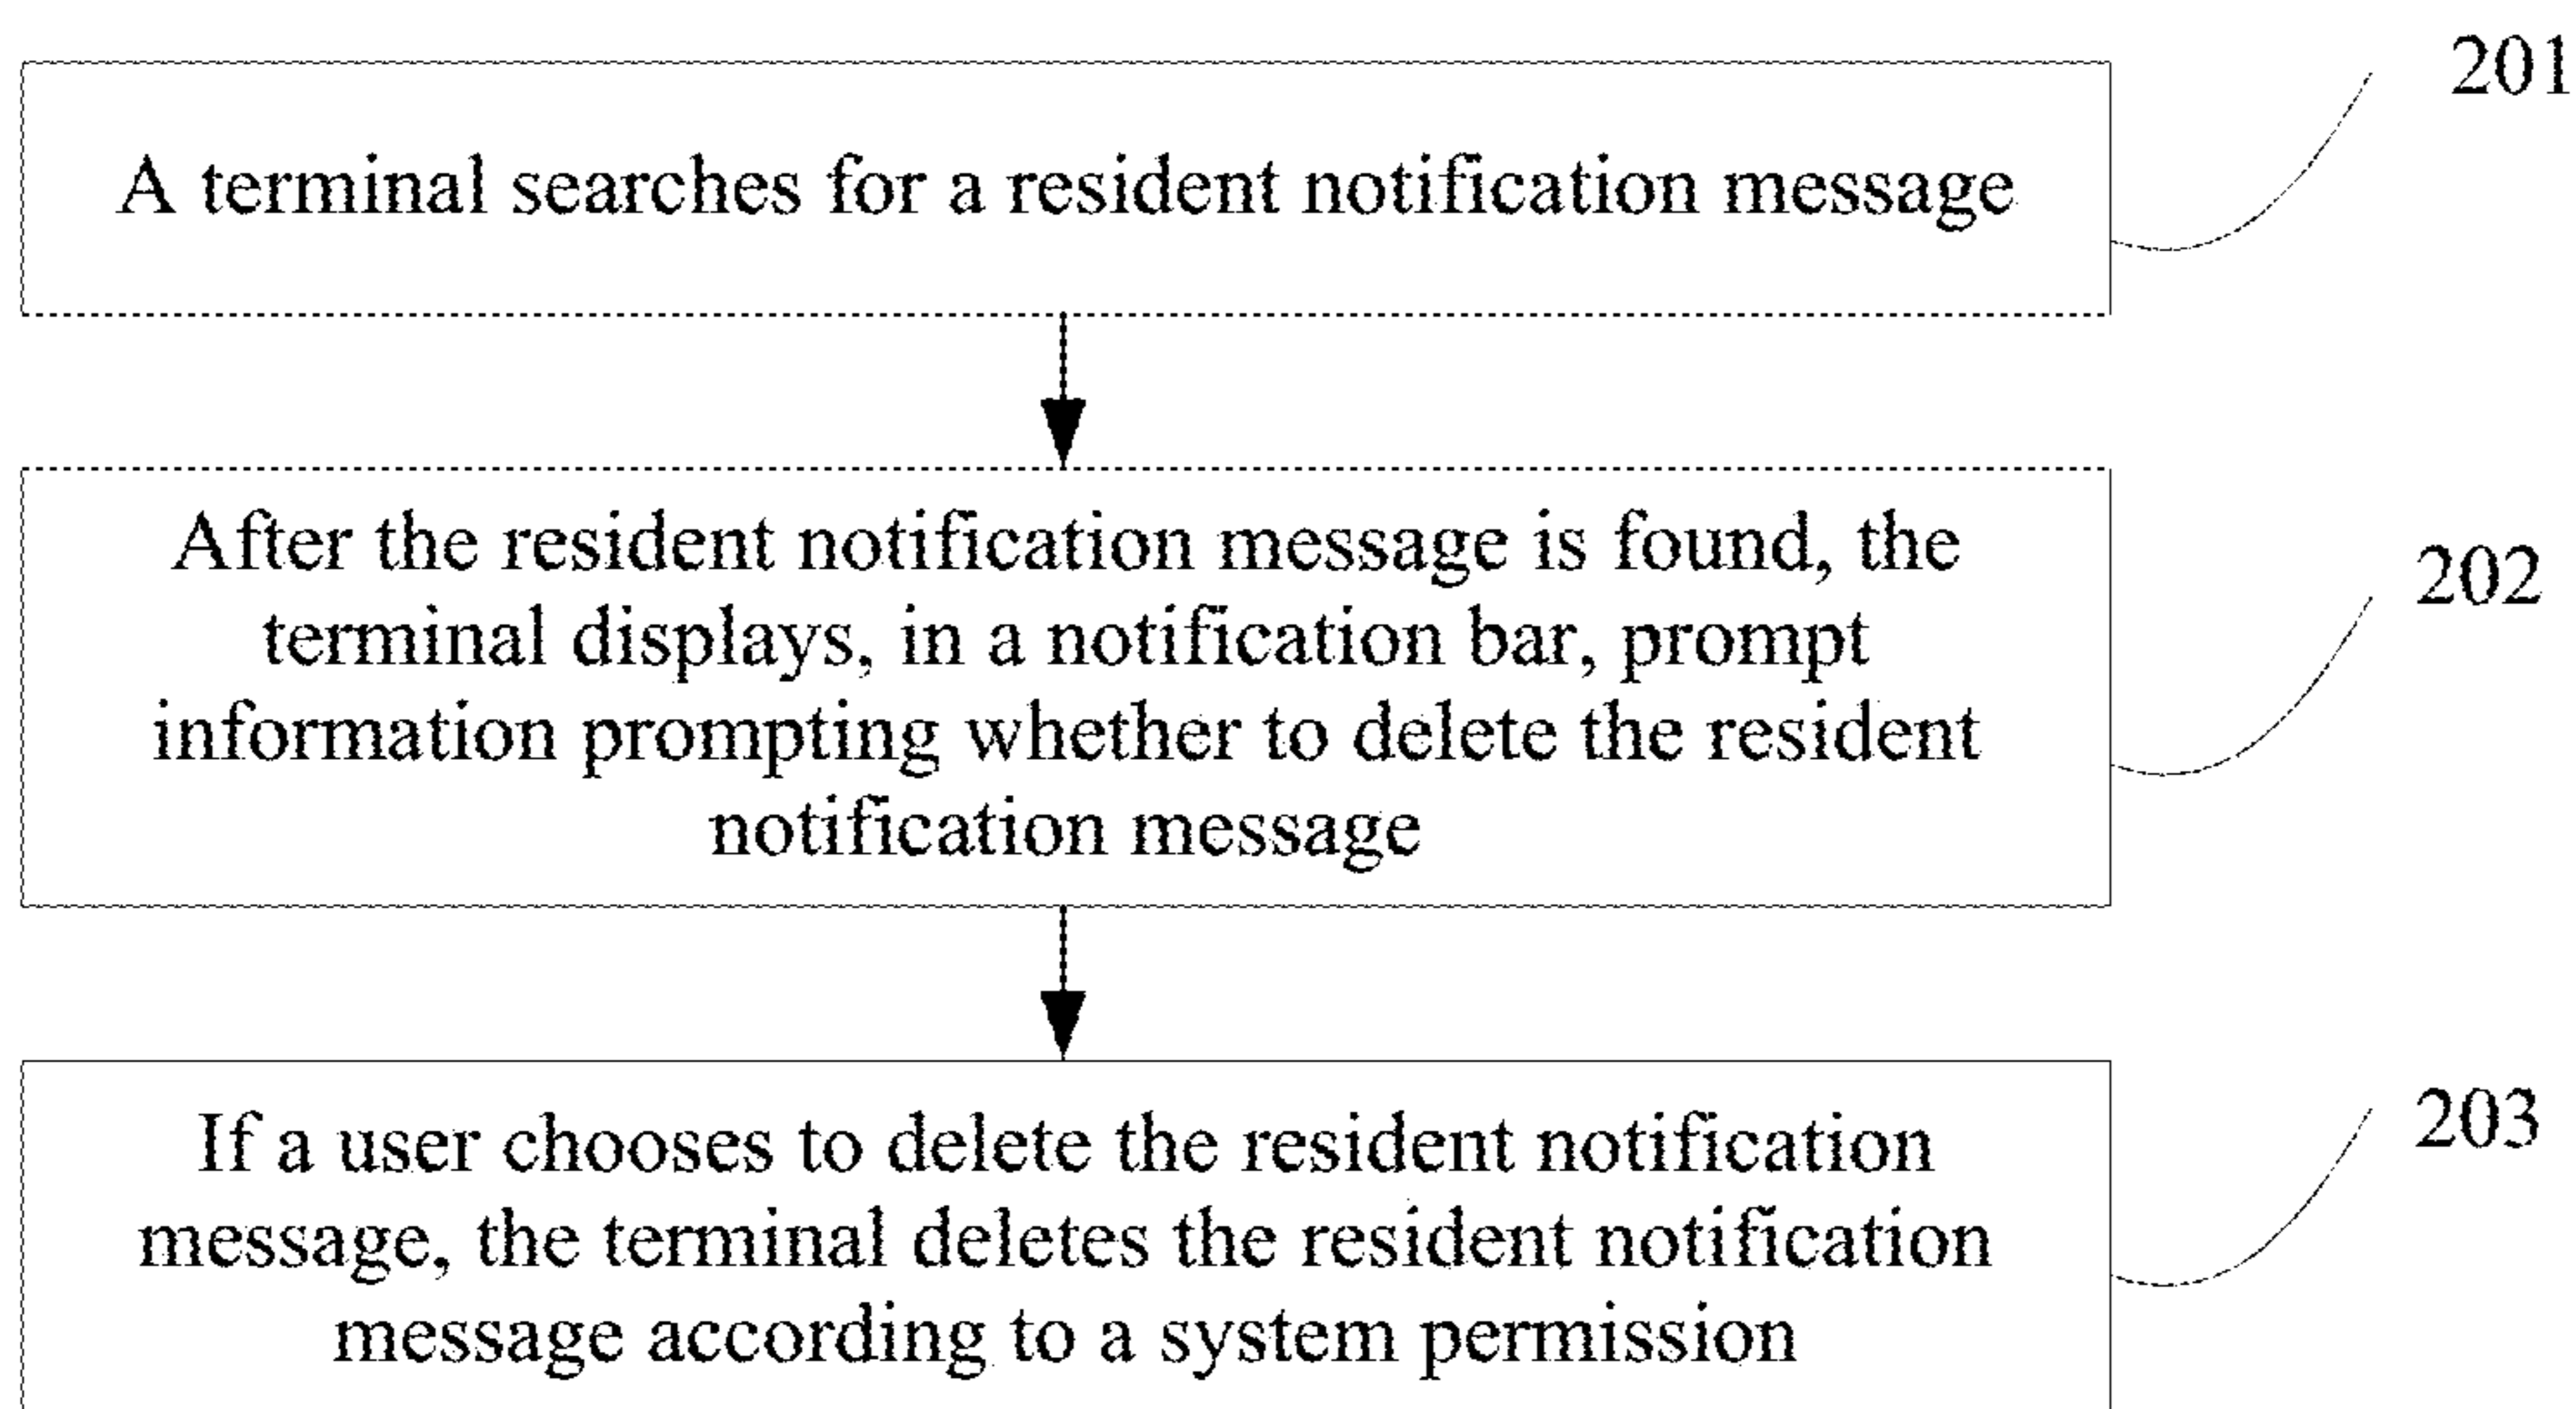 201
A terminal searches for a resident notification message
After the resident notification message is found, the
terminal displays, in a notification bar, prompt
information prompting whether to delete the resident
notification message
202
If a user chooses to delete the resident notification
message, the terminal deletes the resident notification
message according to a system permission
203